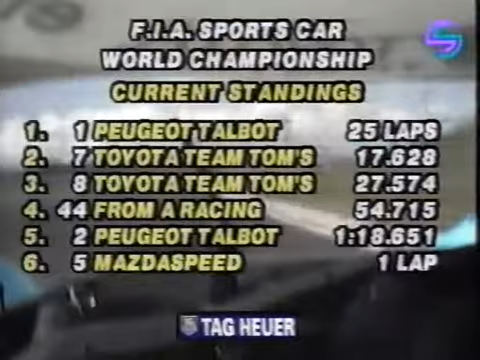 F.I.A. SPORTS CAR
WORLD CHAMPIONSHIP
CURRENT STANDINGS
1. 1 PEUGEOT TALBOT 25 LAPS
2. 7 TOYOTA TEAM TOM'S 17.628
3. 8 TOYOTA TEAM TOM'S 27.574
4. 44 FROM A RACING 54.715
5. 2 PEUGEOT TALBOT 1:18.651
6. 5 MAZDASPEED 1 LAP
TAG HEUER